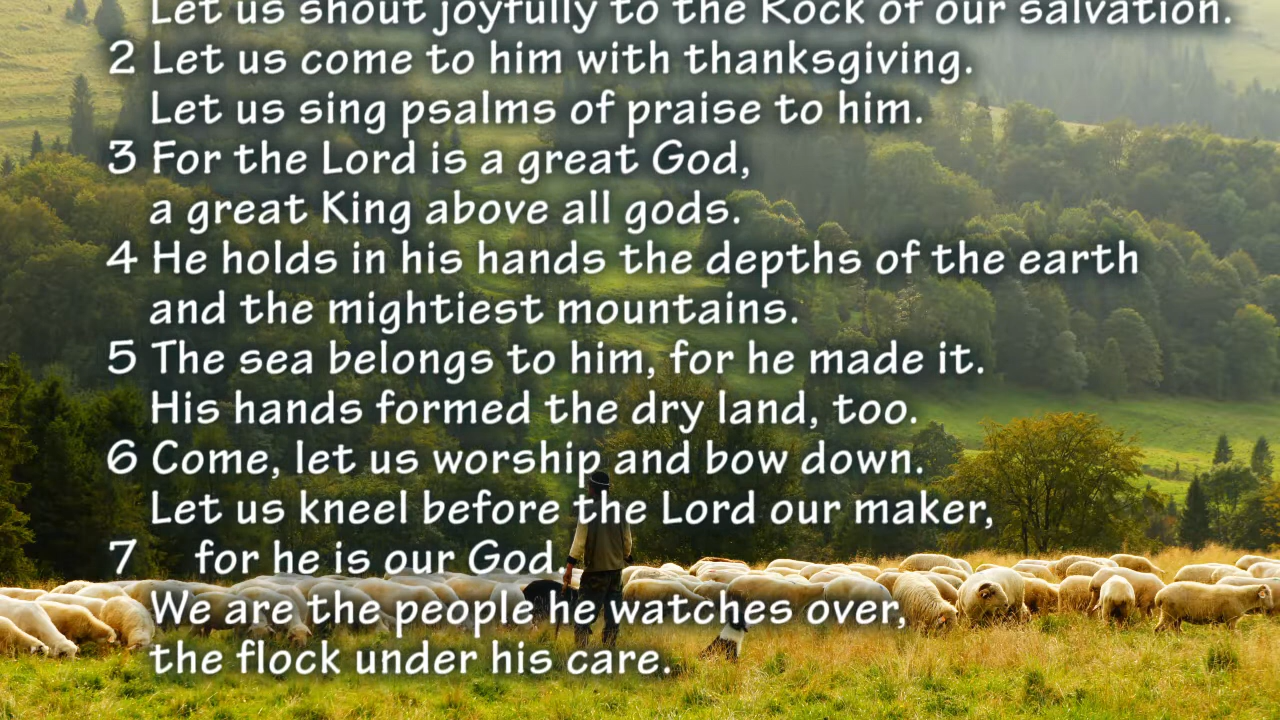 Let us shout joyfully to the Rock of our salvation.
2 Let us come to him with thanksgiving.
Let us sing psalms of praise to him.
3 For the Lord is a great God,
a great King above all gods.
4 He holds in his hands the depths of the earth
and the mightiest mountains.
5 The sea belongs to him, for he made it.
His hands formed the dry land, too.
6 Come, let us worship and bow down.
Let us kneel before the Lord our maker,
7 for he is our God.
We are the people he watches over,
the flock under his care.